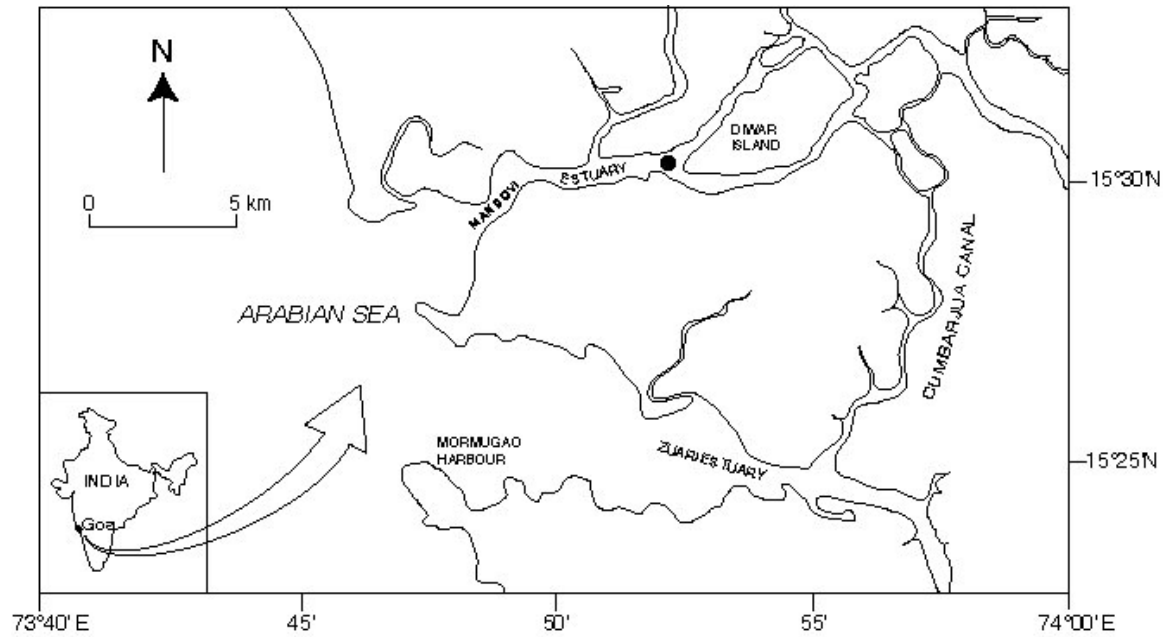 N
0 5 km
DIWAR
ISLAND
MANDOVI ESTUARY
15°30'N
ARABIAN SEA
CUMBARJUA CANAL
MORMUGAO
HARBOUR
ZUARI ESTUARY
15°25'N
INDIA
Goa
73°40' E 45' 50' 55' 74°00' E